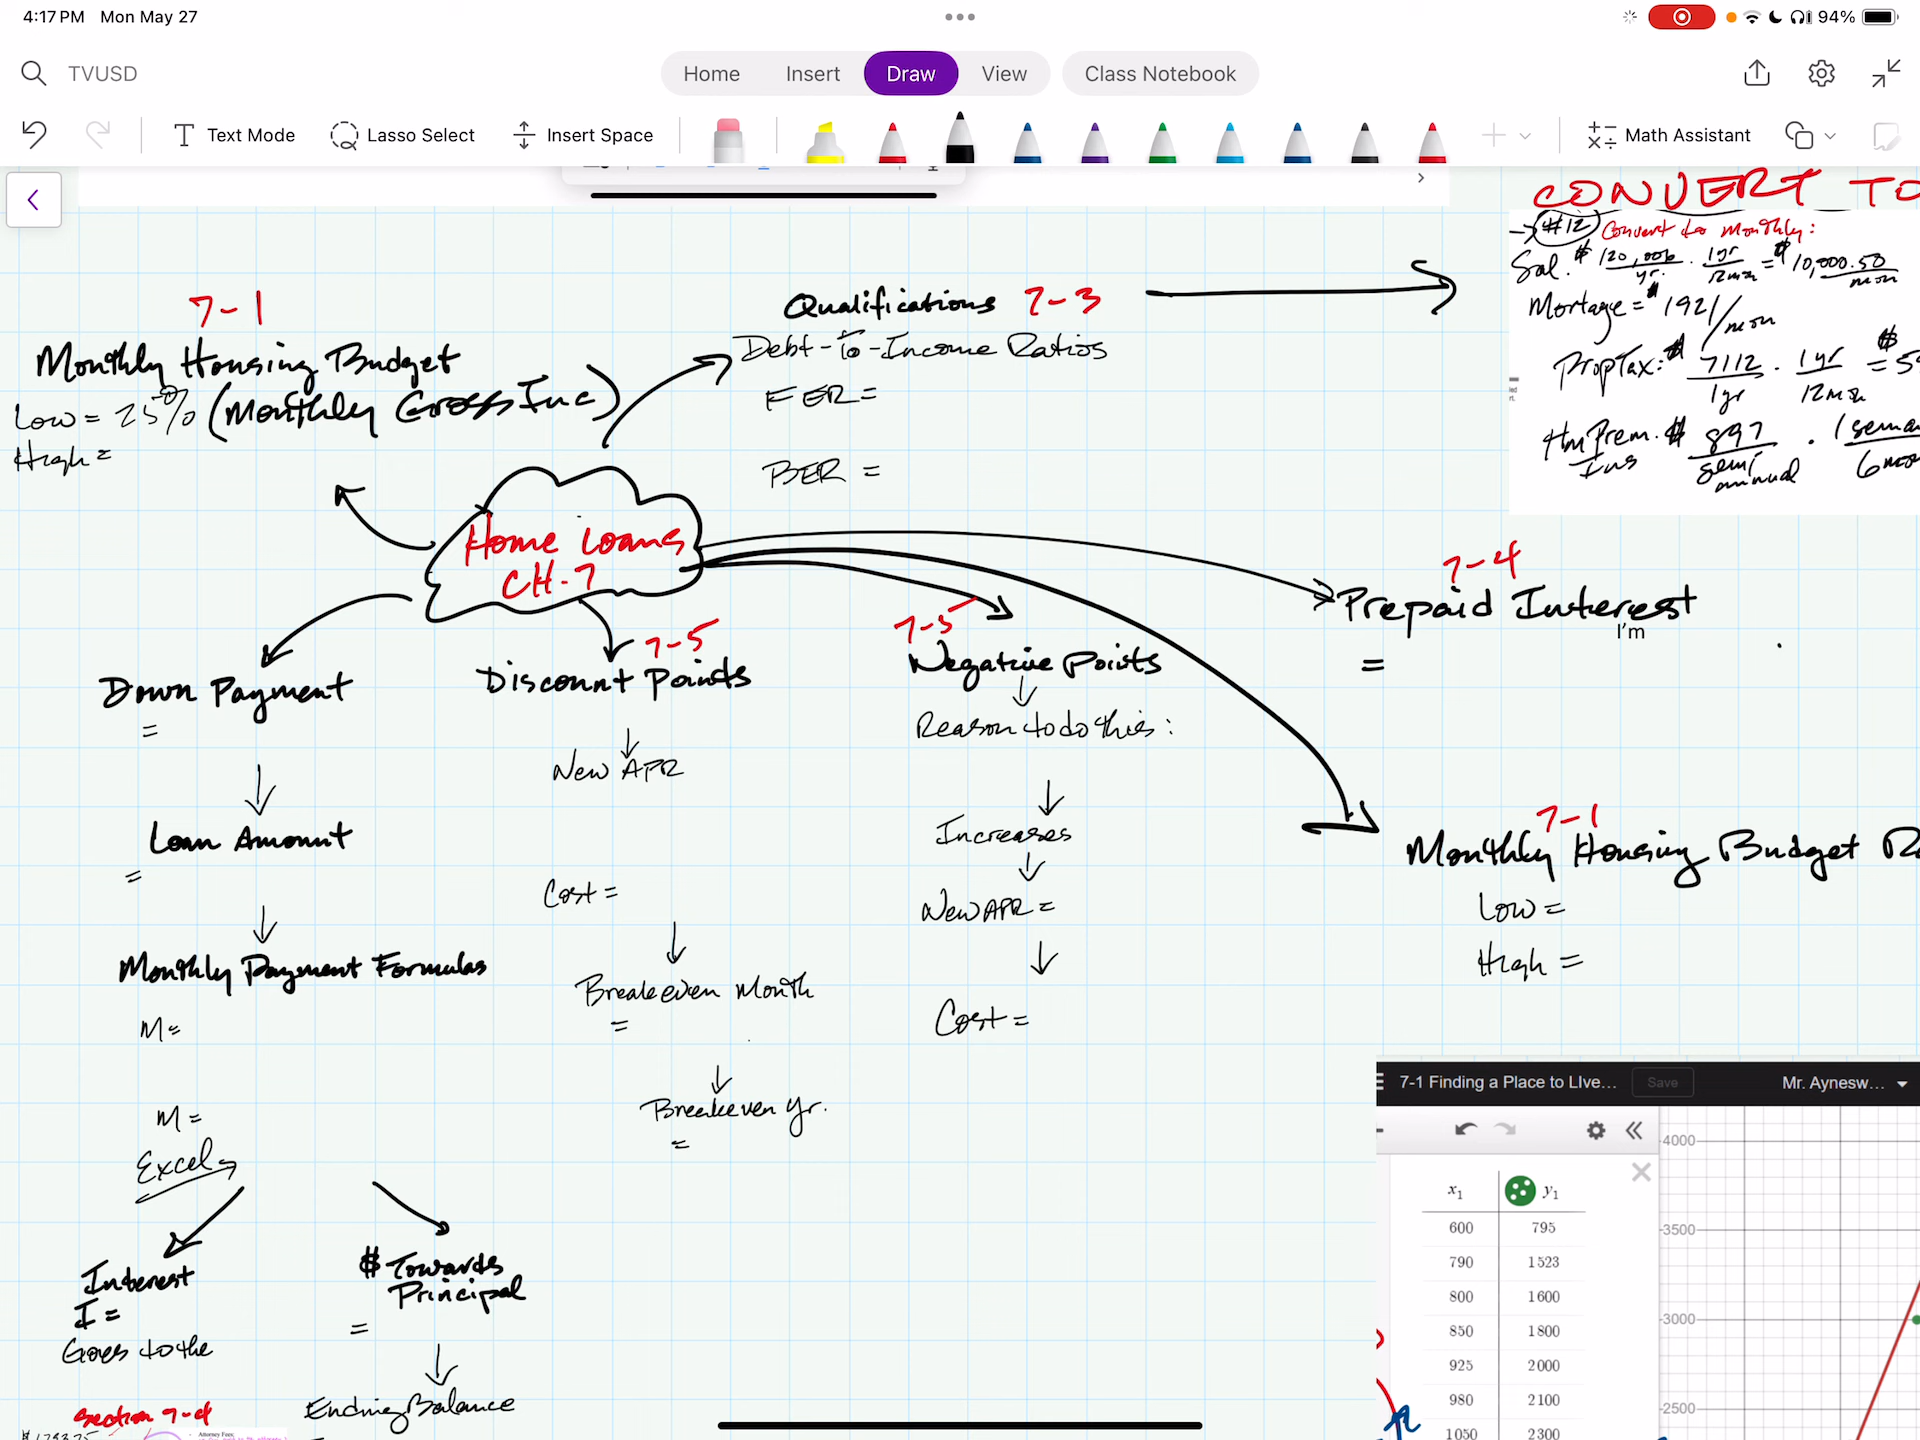 4:17 PM Mon May 27
94%
TVUSD
Home Insert Draw View Class Notebook
Text Mode Lasso Select Insert Space Math Assistant
CONVERT TO
#12 Convert to Monthly:
Sal. $ 120,006 / yr. · 1yr / 12mon = $ 10,000.50 / mon
Mortage = $ 1921/mon
PropTax: $ 7112 / 1yr · 1yr / 12mon = $
Hm Prem. Ins $ 897 / semi annual · 1 / 6mon
7-1
Monthly Housing Budget
Low = 25% (Monthly Gross Inc)
High =
Qualifications 7-3
Debt-To-Income Ratios
FER =
BER =
Home Loans
CH-7
7-4
Prepaid Interest
I'm
=
Down Payment
=
Loan Amount
=
Monthly Payment Formulas
M=
M=
Excel
Interest
I =
Goes to the
$ Towards
Principal
=
Ending Balance
Section 7-4
7-5
Discount Points
New APR
Cost =
Breakeven Month
=
Breakeven Yr.
=
7-5
Negative Points
Reason to do this:
Increases
New APR =
Cost =
7-1
Monthly Housing Budget
Low =
High =
7-1 Finding a Place to LIve... Save Mr. Aynesw...
x1 y1
600 795
790 1523
800 1600
850 1800
925 2000
980 2100
1050 2300
4000
3500
3000
2500
Attorney Fees: